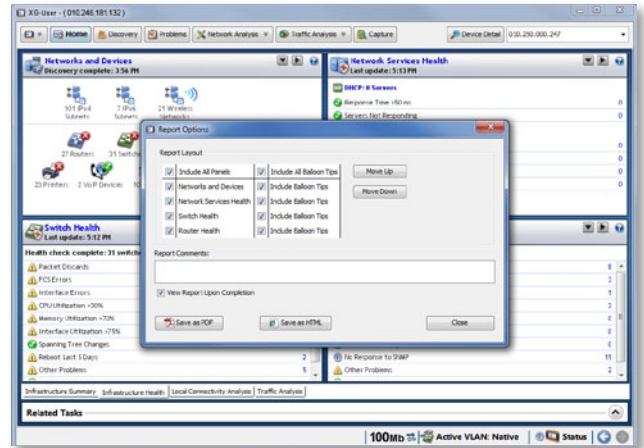 XG-User - ( 010.248.181.132 )
Home Discovery Problems Network Analysis Traffic Analysis Capture Device Detail 010.250.000.247
Networks and Devices
Discovery complete: 3:56 PM
101 IPv4 Subnets
7 IPv6 Subnets
21 Wireless Networks
37 Routers
31 Switches
23 Printers
2 VoIP Devices
Network Services Health
Last update: 5:13 PM
DHCP: 8 Servers
Response Time >50 ms 0
Servers Not Responding 0
Report Options
Report Layout
Include All Panels Include All Balloon Tips Move Up
Networks and Devices Include Balloon Tips Move Down
Network Services Health Include Balloon Tips
Switch Health Include Balloon Tips
Router Health Include Balloon Tips
Report Comments:
View Report Upon Completion
Save as PDF Save as HTML Close
Switch Health
Last update: 5:12 PM
Health check complete: 31 switch
Packet Discards
FCS Errors
Interface Errors
CPU Utilization >30%
Memory Utilization >70%
Interface Utilization >75%
Spanning Tree Changes
Reboot Last 5 Days 2
Other Problems 5
No Response to SNMP 11
Other Problems 2
Infrastructure Summary Infrastructure Health Local Connectivity Analysis Traffic Analysis
Related Tasks
100Mb Active VLAN: Native Status